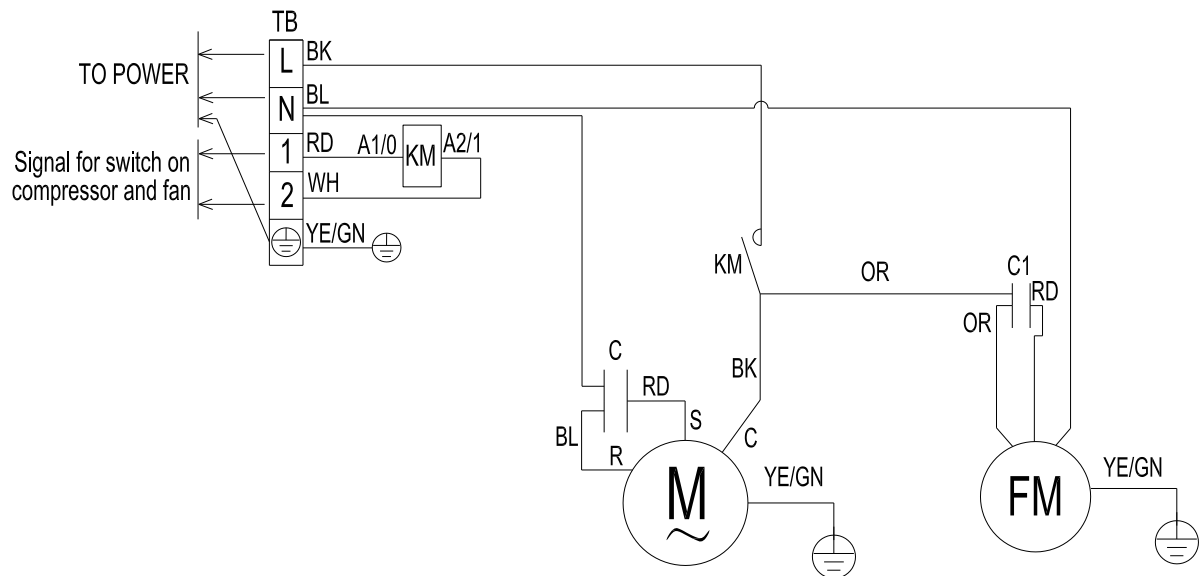 TB
L BK
TO POWER
N BL
1 RD A1/0 KM A2/1
Signal for switch on
compressor and fan
2 WH
YE/GN
KM
OR
C1
RD
OR
C
RD
BK
S
C
BL
R
M
~
YE/GN
FM
YE/GN